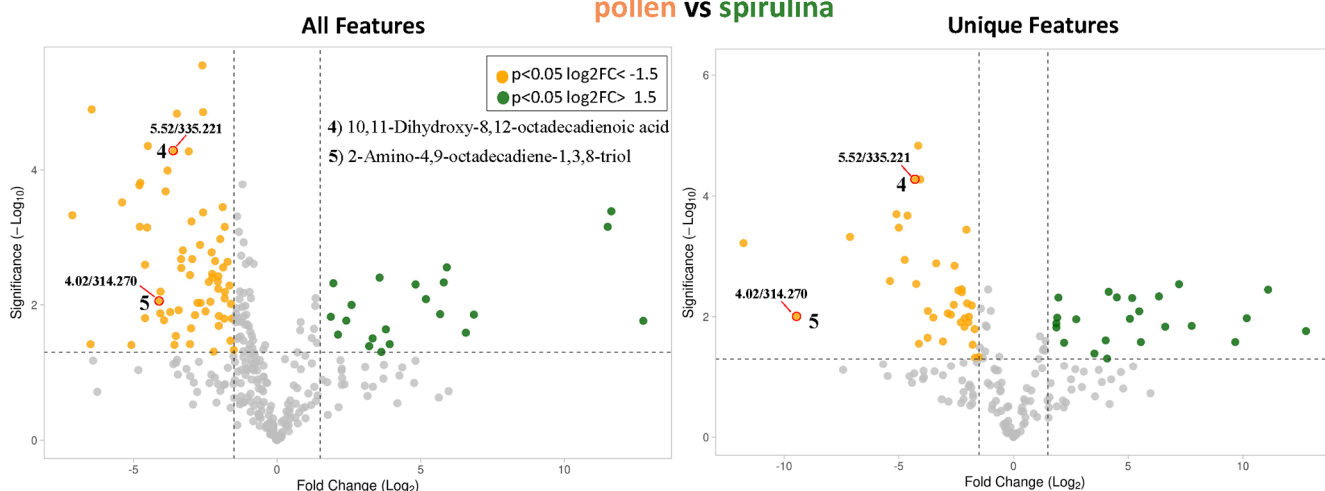 pollen vs spirulina
All Features
Unique Features
p<0.05 log2FC< -1.5
p<0.05 log2FC> 1.5
4) 10,11-Dihydroxy-8,12-octadecadienoic acid
5) 2-Amino-4,9-octadecadiene-1,3,8-triol
5.52/335.221
4
4.02/314.270
5
Significance (-Log10)
4
2
0
-5
0
5
10
Fold Change (Log2)
5.52/335.221
4
4.02/314.270
5
Significance (-Log10)
6
4
2
0
-10
-5
0
5
10
Fold Change (Log2)